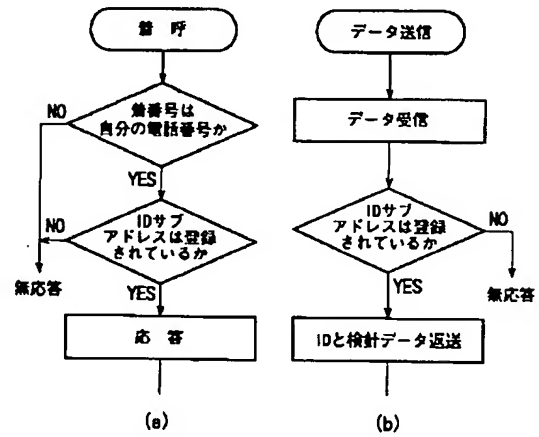 着 呼
着番号は
自分の電話番号か
NO
YES
IDサブ
アドレスは登録
されているか
NO
YES
無応答
応 答
(a)
データ送信
データ受信
IDサブ
アドレスは登録
されているか
NO
YES
無応答
IDと検針データ返送
(b)